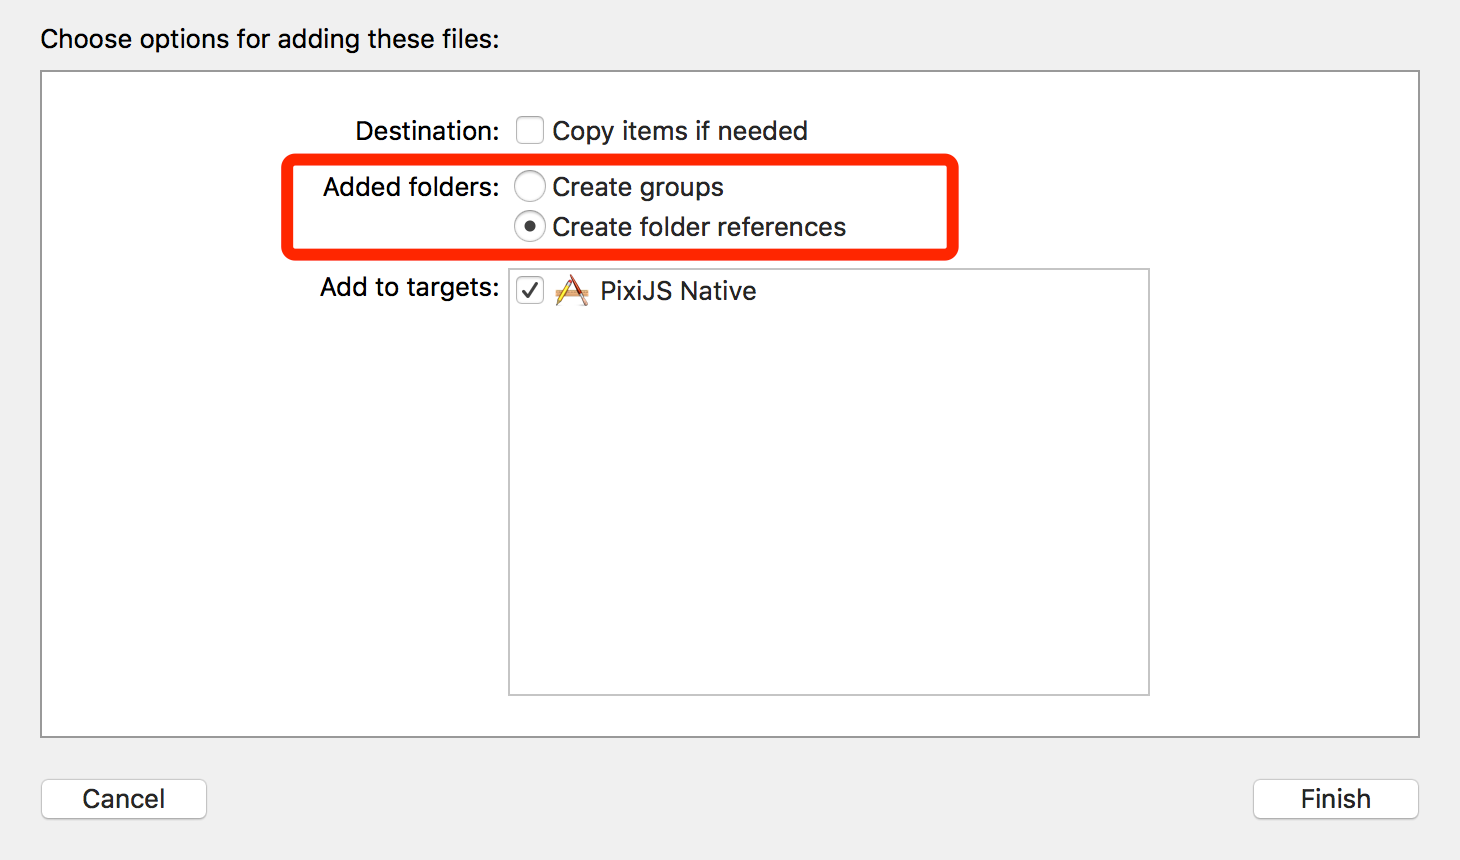 Choose options for adding these files:
Destination: Copy items if needed
Added folders: Create groups
Create folder references
Add to targets: PixiJS Native
Cancel Finish